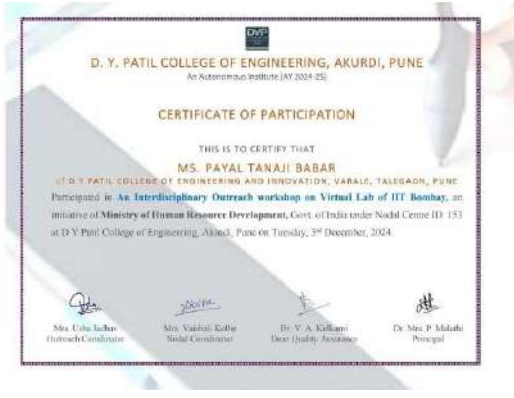 DYP
D. Y. PATIL COLLEGE OF ENGINEERING, AKURDI, PUNE
An Autonomous Institute (AY 2024-25)
CERTIFICATE OF PARTICIPATION
THIS IS TO CERTIFY THAT
MS. PAYAL TANAJI BABAR
of D Y PATIL COLLEGE OF ENGINEERING AND INNOVATION, VARALE, TALEGAON, PUNE
Participated in An Interdisciplinary Outreach workshop on Virtual Lab of IIT Bombay, an
initiative of Ministry of Human Resource Development, Govt. of India under Nodal Centre ID: 153
at D Y Patil College of Engineering, Akurdi, Pune on Tuesday, 3rd December, 2024
Mrs. Usha Jadhav Mrs. Vaishali Kolhe Dr. V. A. Kulkarni Dr. Mrs. P. Malathi
Outreach Coordinator Nodal Coordinator Dean Quality Assurance Principal